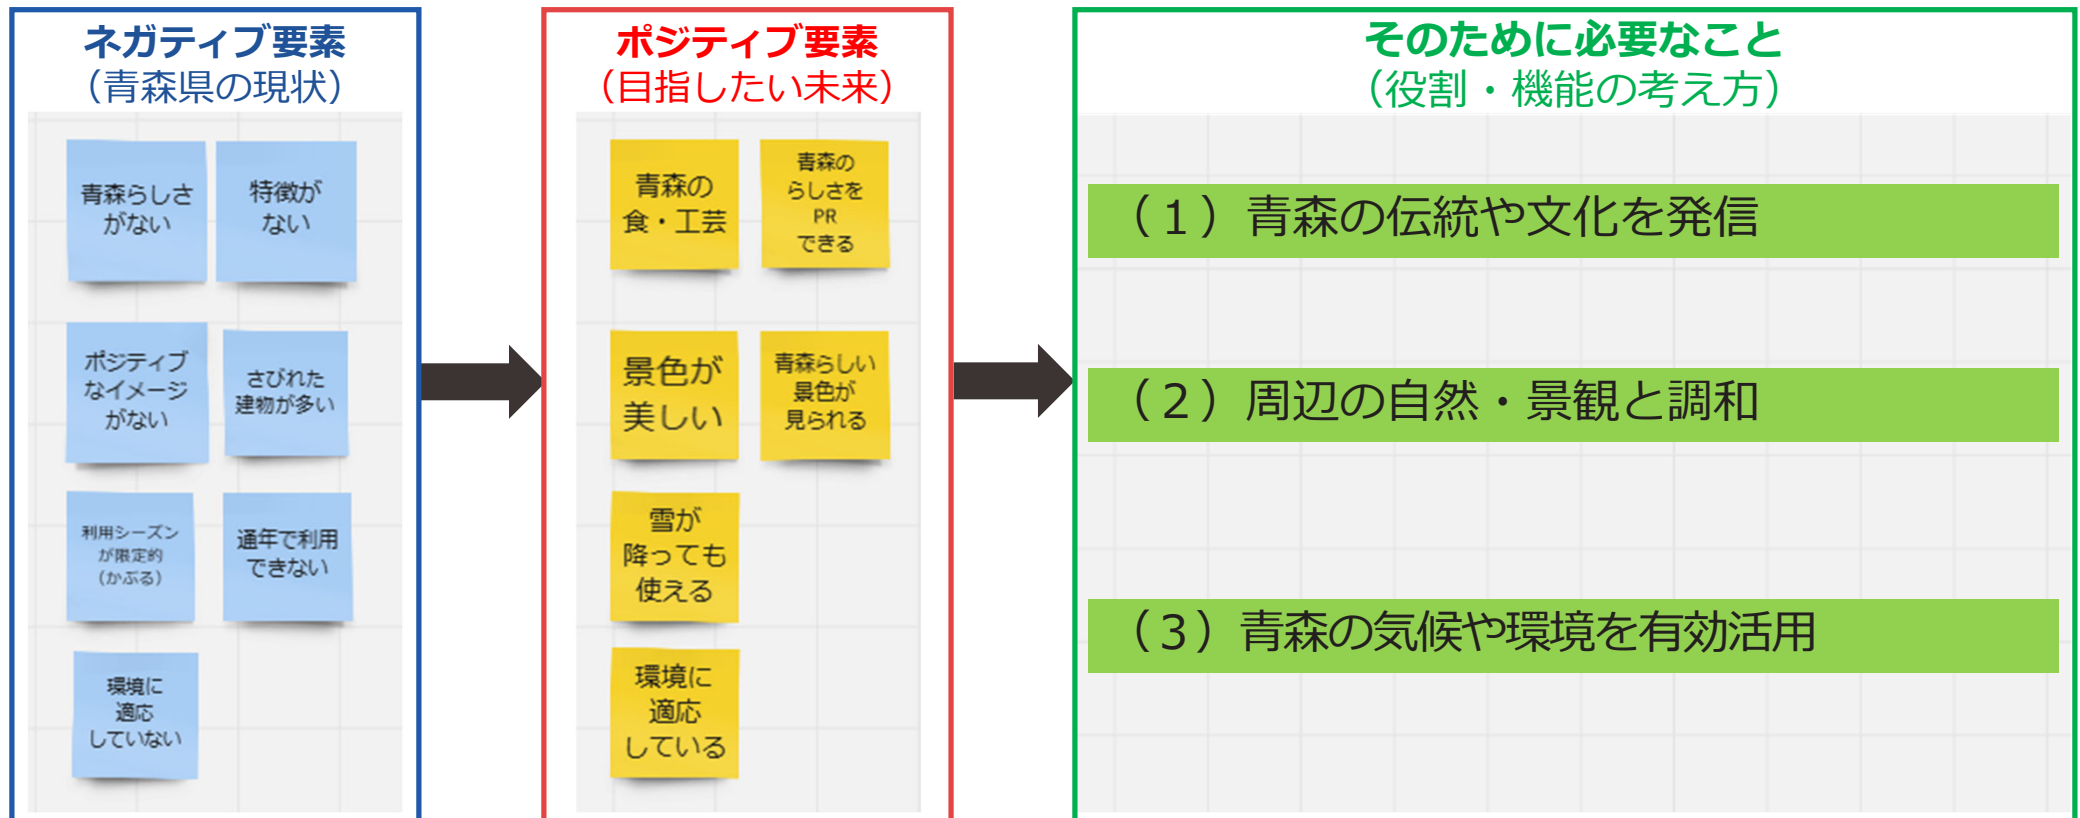 ネガティブ要素
（青森県の現状）
青森らしさ
がない
特徴が
ない
ポジティブ
なイメージ
がない
さびれた
建物が多い
利用シーズン
が限定的
（かぶる）
通年で利用
できない
環境に
適応
していない
ポジティブ要素
（目指したい未来）
青森の
食・工芸
青森の
らしさを
PR
できる
景色が
美しい
青森らしい
景色が
見られる
雪が
降っても
使える
環境に
適応
している
そのために必要なこと
（役割・機能の考え方）
（１）青森の伝統や文化を発信
（２）周辺の自然・景観と調和
（３）青森の気候や環境を有効活用